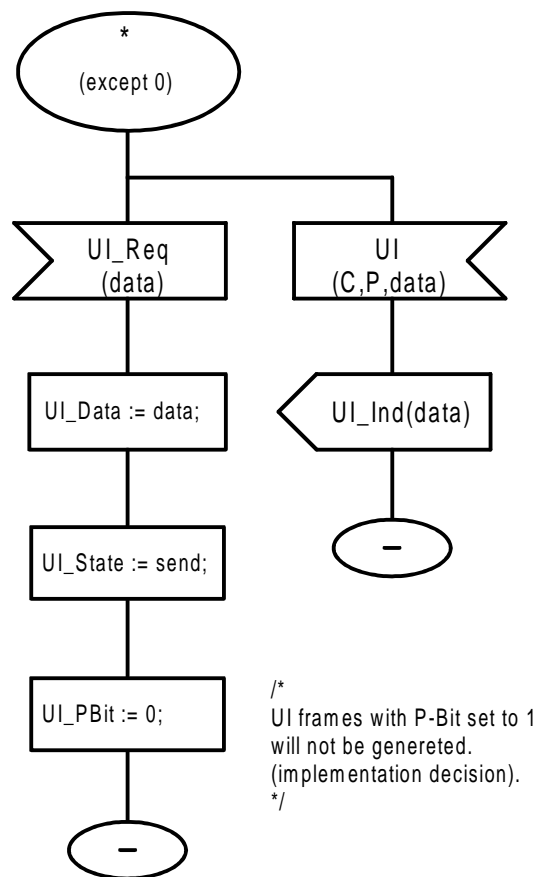 *
(except 0)
UI_Req
(data)
UI
(C,P,data)
UI_Data := data;
UI_Ind(data)
UI_State := send;
–
UI_PBit := 0;
/*
UI frames with P-Bit set to 1
will not be genereted.
(implementation decision).
*/
–